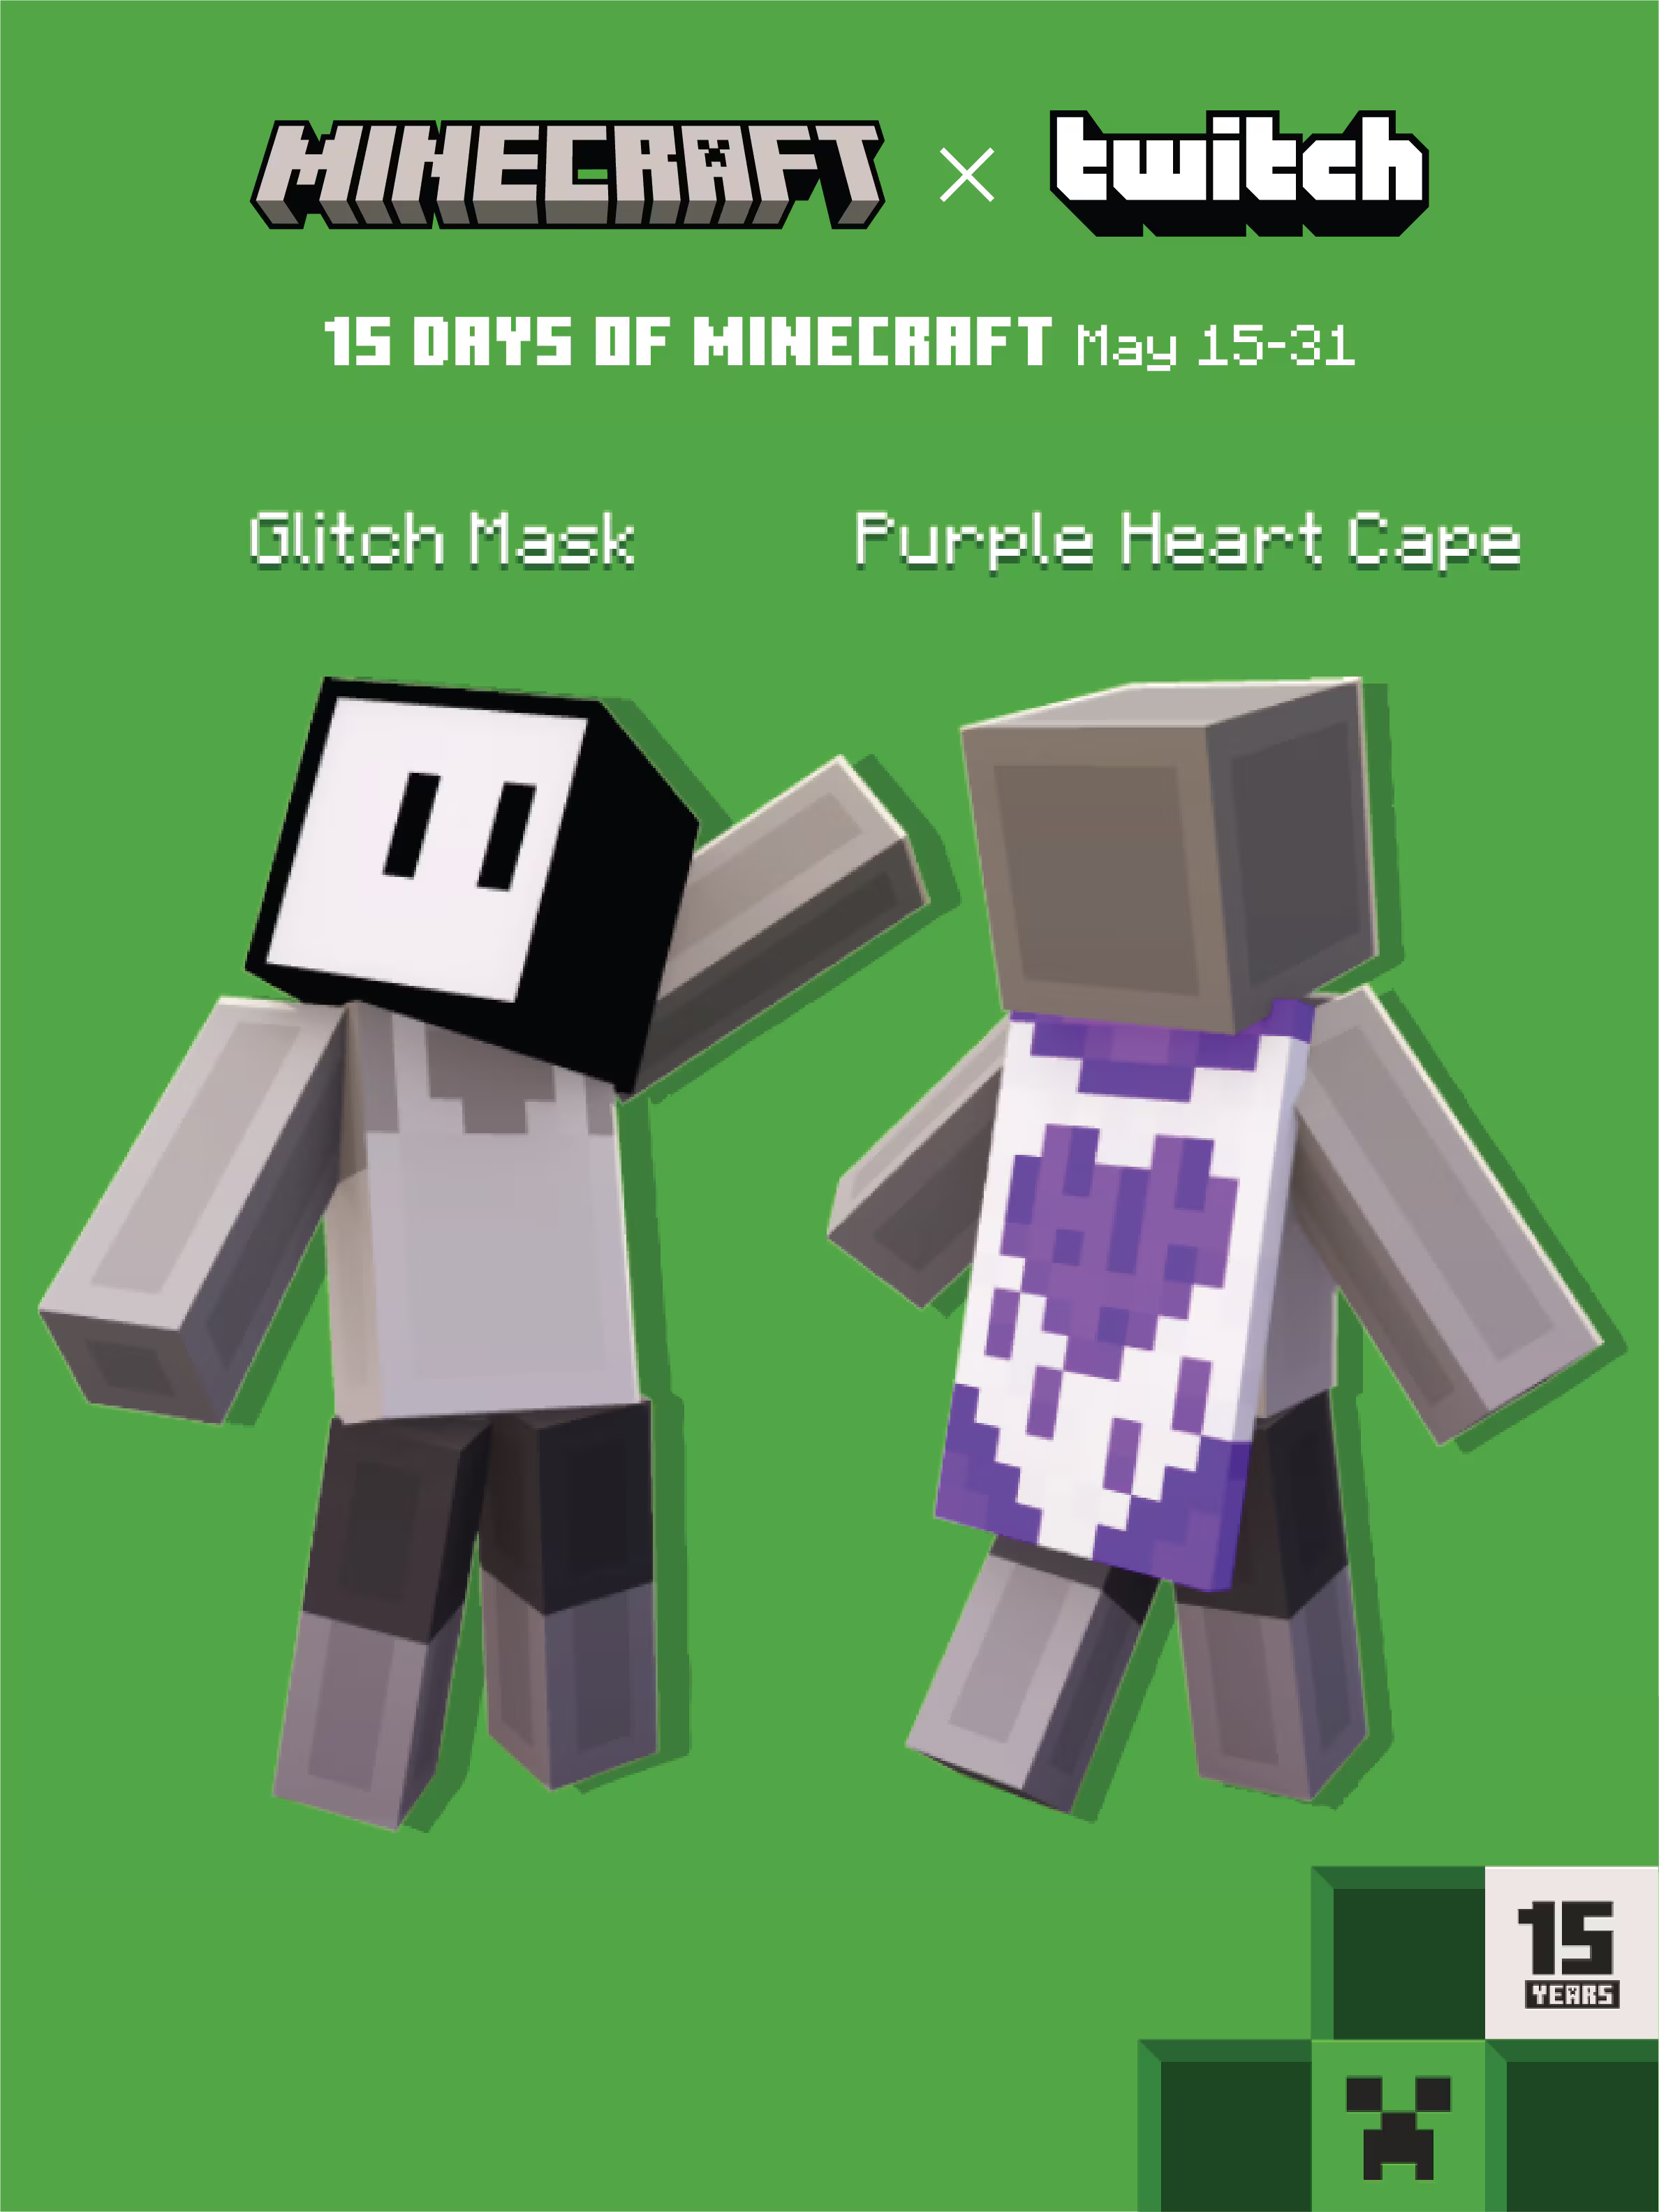 MINECRAFT × twitch
15 DAYS OF MINECRAFT May 15-31
Glitch Mask Purple Heart Cape
15
YEARS